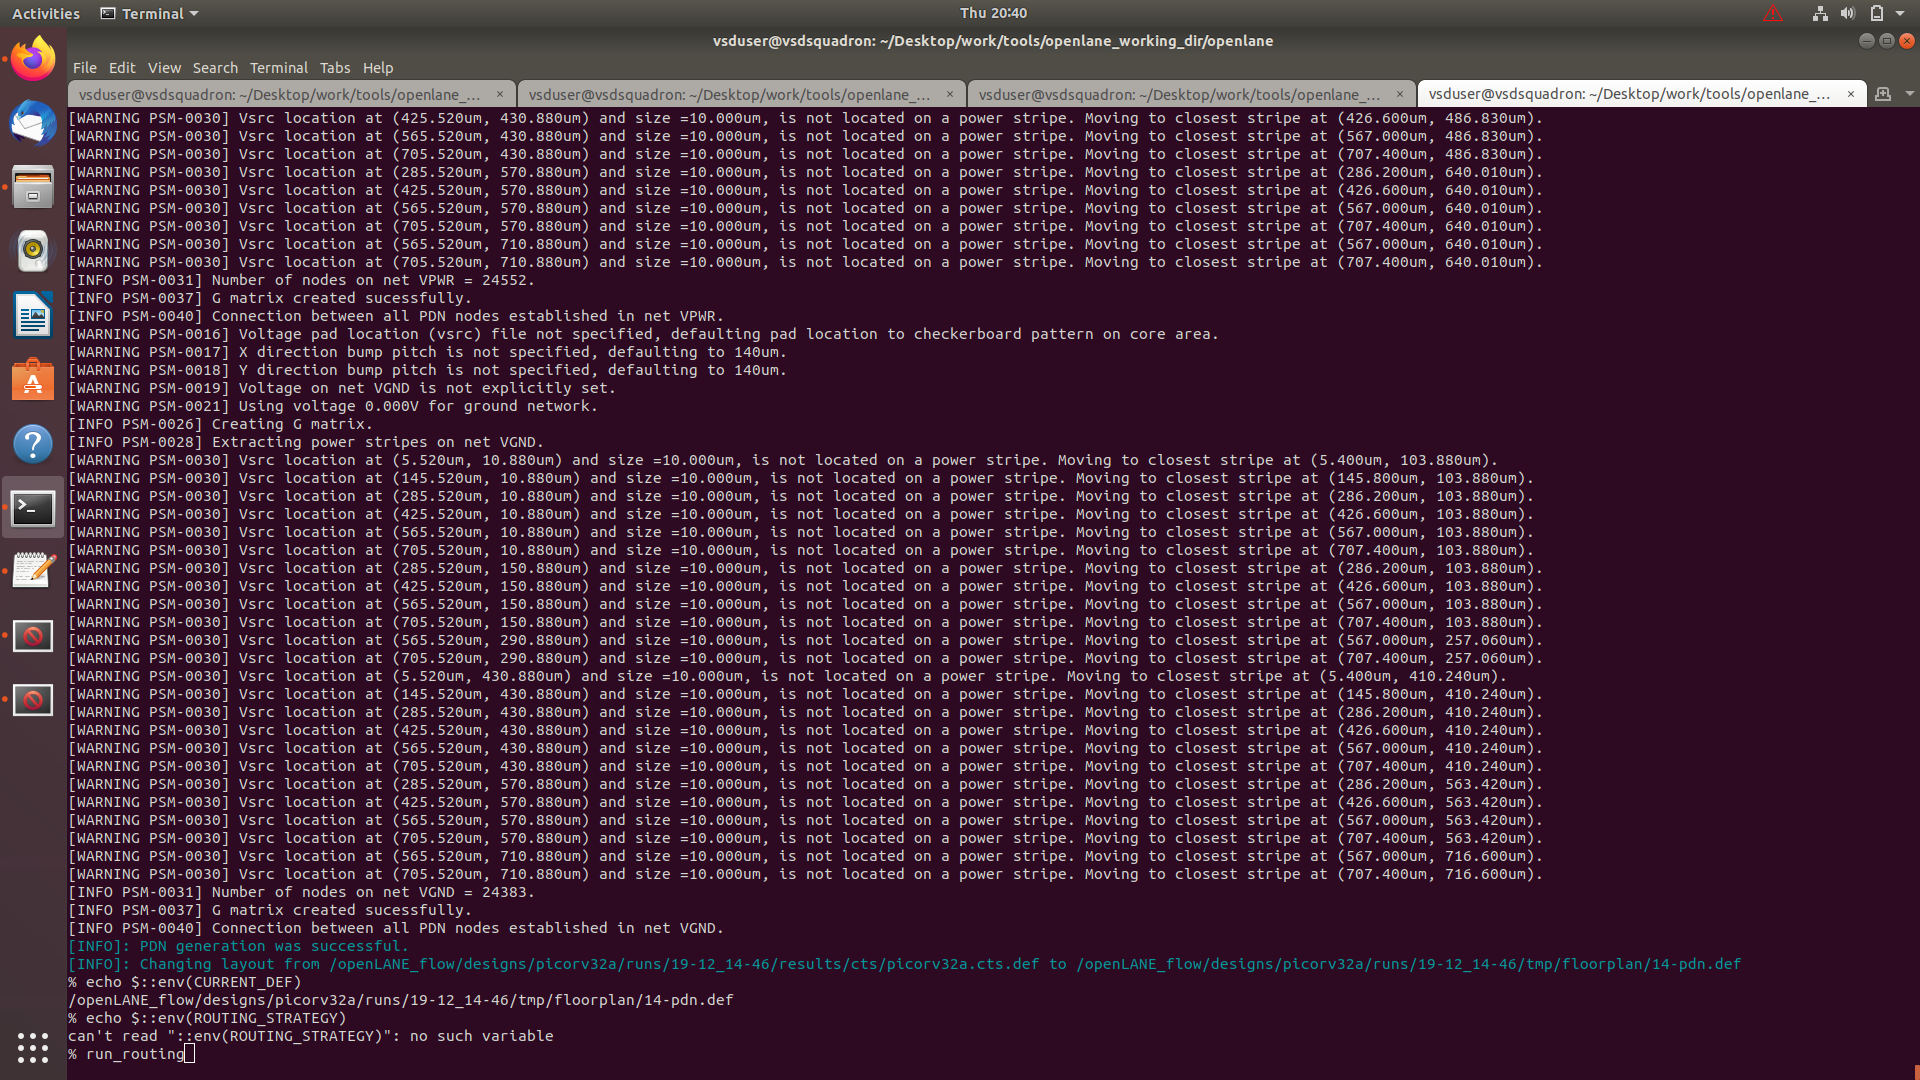 Activities
Terminal
Thu 20:40
vsduser@vsdsquadron: ~/Desktop/work/tools/openlane_working_dir/openlane
File Edit View Search Terminal Tabs Help
vsduser@vsdsquadron: ~/Desktop/work/tools/openlane_...
vsduser@vsdsquadron: ~/Desktop/work/tools/openlane_...
vsduser@vsdsquadron: ~/Desktop/work/tools/openlane_...
vsduser@vsdsquadron: ~/Desktop/work/tools/openlane_...
[WARNING PSM-0030] Vsrc location at (425.520um, 430.880um) and size =10.000um, is not located on a power stripe. Moving to closest stripe at (426.600um, 486.830um).
[WARNING PSM-0030] Vsrc location at (565.520um, 430.880um) and size =10.000um, is not located on a power stripe. Moving to closest stripe at (567.000um, 486.830um).
[WARNING PSM-0030] Vsrc location at (705.520um, 430.880um) and size =10.000um, is not located on a power stripe. Moving to closest stripe at (707.400um, 486.830um).
[WARNING PSM-0030] Vsrc location at (285.520um, 570.880um) and size =10.000um, is not located on a power stripe. Moving to closest stripe at (286.200um, 640.010um).
[WARNING PSM-0030] Vsrc location at (425.520um, 570.880um) and size =10.000um, is not located on a power stripe. Moving to closest stripe at (426.600um, 640.010um).
[WARNING PSM-0030] Vsrc location at (565.520um, 570.880um) and size =10.000um, is not located on a power stripe. Moving to closest stripe at (567.000um, 640.010um).
[WARNING PSM-0030] Vsrc location at (705.520um, 570.880um) and size =10.000um, is not located on a power stripe. Moving to closest stripe at (707.400um, 640.010um).
[WARNING PSM-0030] Vsrc location at (565.520um, 710.880um) and size =10.000um, is not located on a power stripe. Moving to closest stripe at (567.000um, 640.010um).
[WARNING PSM-0030] Vsrc location at (705.520um, 710.880um) and size =10.000um, is not located on a power stripe. Moving to closest stripe at (707.400um, 640.010um).
[INFO PSM-0031] Number of nodes on net VPWR = 24552.
[INFO PSM-0037] G matrix created sucessfully.
[INFO PSM-0040] Connection between all PDN nodes established in net VPWR.
[WARNING PSM-0016] Voltage pad location (vsrc) file not specified, defaulting pad location to checkerboard pattern on core area.
[WARNING PSM-0017] X direction bump pitch is not specified, defaulting to 140um.
[WARNING PSM-0018] Y direction bump pitch is not specified, defaulting to 140um.
[WARNING PSM-0019] Voltage on net VGND is not explicitly set.
[WARNING PSM-0021] Using voltage 0.000V for ground network.
[INFO PSM-0026] Creating G matrix.
[INFO PSM-0028] Extracting power stripes on net VGND.
[WARNING PSM-0030] Vsrc location at (5.520um, 10.880um) and size =10.000um, is not located on a power stripe. Moving to closest stripe at (5.400um, 103.880um).
[WARNING PSM-0030] Vsrc location at (145.520um, 10.880um) and size =10.000um, is not located on a power stripe. Moving to closest stripe at (145.800um, 103.880um).
[WARNING PSM-0030] Vsrc location at (285.520um, 10.880um) and size =10.000um, is not located on a power stripe. Moving to closest stripe at (286.200um, 103.880um).
[WARNING PSM-0030] Vsrc location at (425.520um, 10.880um) and size =10.000um, is not located on a power stripe. Moving to closest stripe at (426.600um, 103.880um).
[WARNING PSM-0030] Vsrc location at (565.520um, 10.880um) and size =10.000um, is not located on a power stripe. Moving to closest stripe at (567.000um, 103.880um).
[WARNING PSM-0030] Vsrc location at (705.520um, 10.880um) and size =10.000um, is not located on a power stripe. Moving to closest stripe at (707.400um, 103.880um).
[WARNING PSM-0030] Vsrc location at (285.520um, 150.880um) and size =10.000um, is not located on a power stripe. Moving to closest stripe at (286.200um, 103.880um).
[WARNING PSM-0030] Vsrc location at (425.520um, 150.880um) and size =10.000um, is not located on a power stripe. Moving to closest stripe at (426.600um, 103.880um).
[WARNING PSM-0030] Vsrc location at (565.520um, 150.880um) and size =10.000um, is not located on a power stripe. Moving to closest stripe at (567.000um, 103.880um).
[WARNING PSM-0030] Vsrc location at (705.520um, 150.880um) and size =10.000um, is not located on a power stripe. Moving to closest stripe at (707.400um, 103.880um).
[WARNING PSM-0030] Vsrc location at (565.520um, 290.880um) and size =10.000um, is not located on a power stripe. Moving to closest stripe at (567.000um, 257.060um).
[WARNING PSM-0030] Vsrc location at (705.520um, 290.880um) and size =10.000um, is not located on a power stripe. Moving to closest stripe at (707.400um, 257.060um).
[WARNING PSM-0030] Vsrc location at (5.520um, 430.880um) and size =10.000um, is not located on a power stripe. Moving to closest stripe at (5.400um, 410.240um).
[WARNING PSM-0030] Vsrc location at (145.520um, 430.880um) and size =10.000um, is not located on a power stripe. Moving to closest stripe at (145.800um, 410.240um).
[WARNING PSM-0030] Vsrc location at (285.520um, 430.880um) and size =10.000um, is not located on a power stripe. Moving to closest stripe at (286.200um, 410.240um).
[WARNING PSM-0030] Vsrc location at (425.520um, 430.880um) and size =10.000um, is not located on a power stripe. Moving to closest stripe at (426.600um, 410.240um).
[WARNING PSM-0030] Vsrc location at (565.520um, 430.880um) and size =10.000um, is not located on a power stripe. Moving to closest stripe at (567.000um, 410.240um).
[WARNING PSM-0030] Vsrc location at (705.520um, 430.880um) and size =10.000um, is not located on a power stripe. Moving to closest stripe at (707.400um, 410.240um).
[WARNING PSM-0030] Vsrc location at (285.520um, 570.880um) and size =10.000um, is not located on a power stripe. Moving to closest stripe at (286.200um, 563.420um).
[WARNING PSM-0030] Vsrc location at (425.520um, 570.880um) and size =10.000um, is not located on a power stripe. Moving to closest stripe at (426.600um, 563.420um).
[WARNING PSM-0030] Vsrc location at (565.520um, 570.880um) and size =10.000um, is not located on a power stripe. Moving to closest stripe at (567.000um, 563.420um).
[WARNING PSM-0030] Vsrc location at (705.520um, 570.880um) and size =10.000um, is not located on a power stripe. Moving to closest stripe at (707.400um, 563.420um).
[WARNING PSM-0030] Vsrc location at (565.520um, 710.880um) and size =10.000um, is not located on a power stripe. Moving to closest stripe at (567.000um, 716.600um).
[WARNING PSM-0030] Vsrc location at (705.520um, 710.880um) and size =10.000um, is not located on a power stripe. Moving to closest stripe at (707.400um, 716.600um).
[INFO PSM-0031] Number of nodes on net VGND = 24383.
[INFO PSM-0037] G matrix created sucessfully.
[INFO PSM-0040] Connection between all PDN nodes established in net VGND.
[INFO]: PDN generation was successful.
[INFO]: Changing layout from /openLANE_flow/designs/picorv32a/runs/19-12_14-46/results/cts/picorv32a.cts.def to /openLANE_flow/designs/picorv32a/runs/19-12_14-46/tmp/floorplan/14-pdn.def
% echo $::env(CURRENT_DEF)
/openLANE_flow/designs/picorv32a/runs/19-12_14-46/tmp/floorplan/14-pdn.def
% echo $::env(ROUTING_STRATEGY)
can't read "::env(ROUTING_STRATEGY)": no such variable
% run_routing